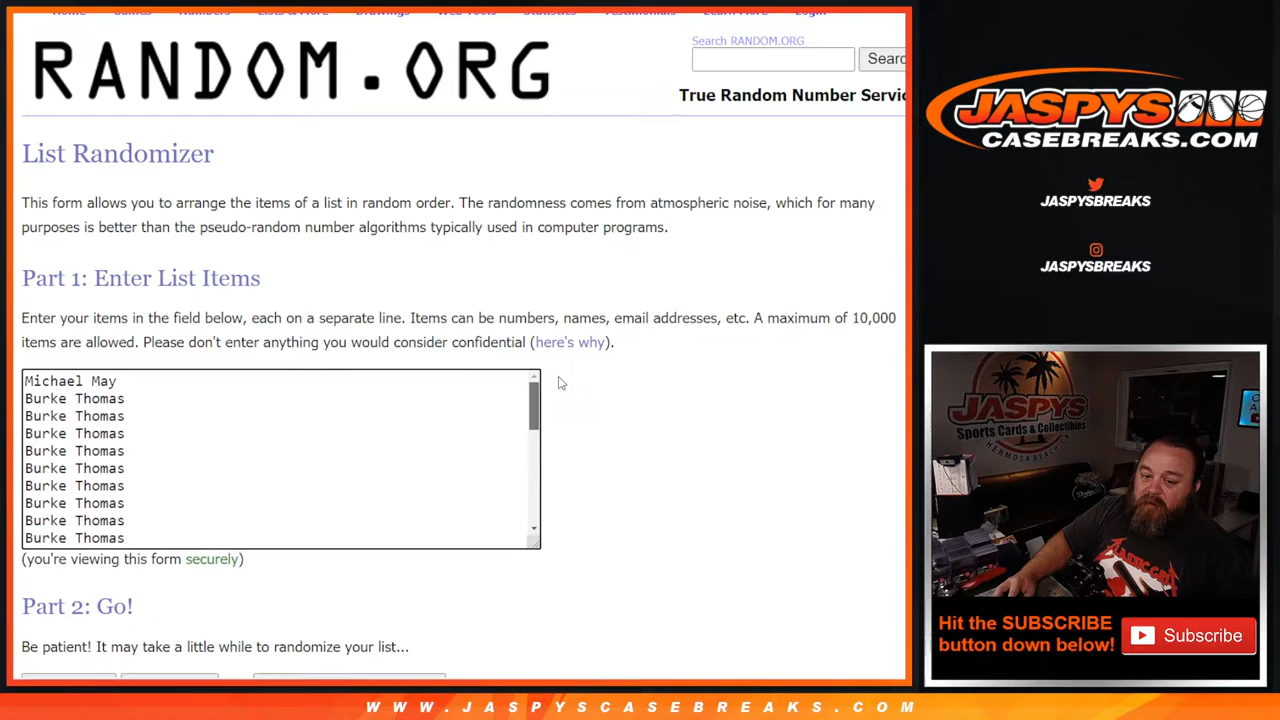 RANDOM.ORG
Search RANDOM.ORG
True Random Number Servic
List Randomizer
This form allows you to arrange the items of a list in random order. The randomness comes from atmospheric noise, which for many
purposes is better than the pseudo-random number algorithms typically used in computer programs.
Part 1: Enter List Items
Enter your items in the field below, each on a separate line. Items can be numbers, names, email addresses, etc. A maximum of 10,000
items are allowed. Please don't enter anything you would consider confidential (here's why).
Michael May
Burke Thomas
Burke Thomas
Burke Thomas
Burke Thomas
Burke Thomas
Burke Thomas
Burke Thomas
Burke Thomas
Burke Thomas
(you're viewing this form securely)
Part 2: Go!
Be patient! It may take a little while to randomize your list...
JASPYS
CASEBREAKS.COM
JASPYSBREAKS
JASPYSBREAKS
JASPYS
Sports Cards & Collectibles
HERMOSA BEACH
Hit the SUBSCRIBE
button down below!
Subscribe
WWW.JASPYSCASEBREAKS.COM